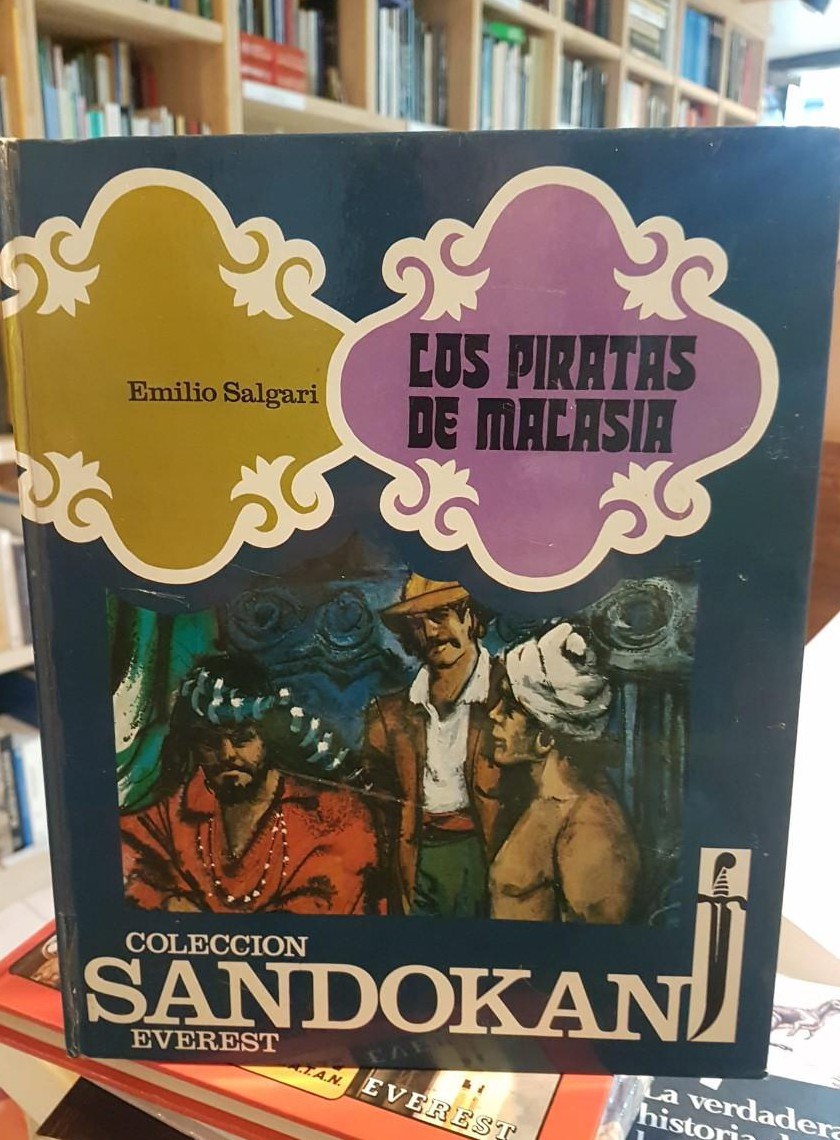 Emilio Salgari
LOS PIRATAS
DE MALASIA
COLECCION
SANDOKAN
EVEREST
EVEREST
La verdadera
historia